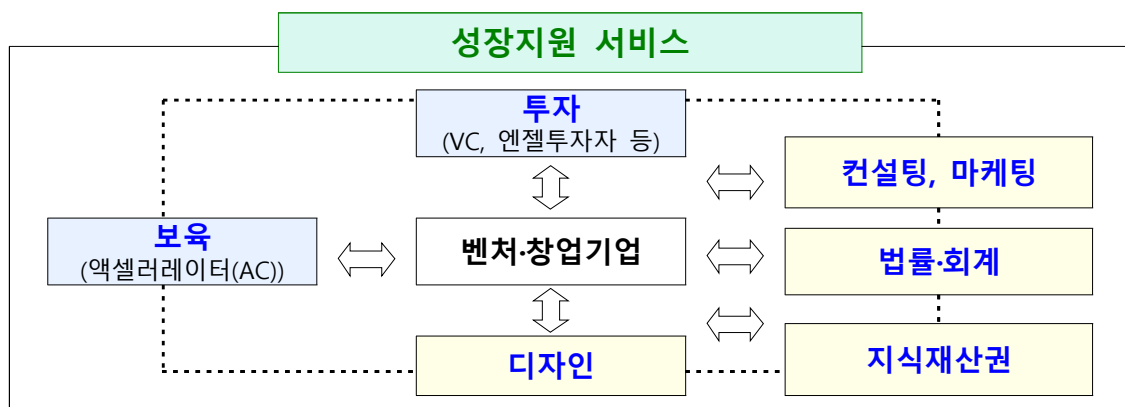 성장지원 서비스
투자
(VC, 엔젤투자자 등)
컨설팅, 마케팅
보육
(액셀러레이터(AC))
벤처·창업기업
법률·회계
디자인
지식재산권